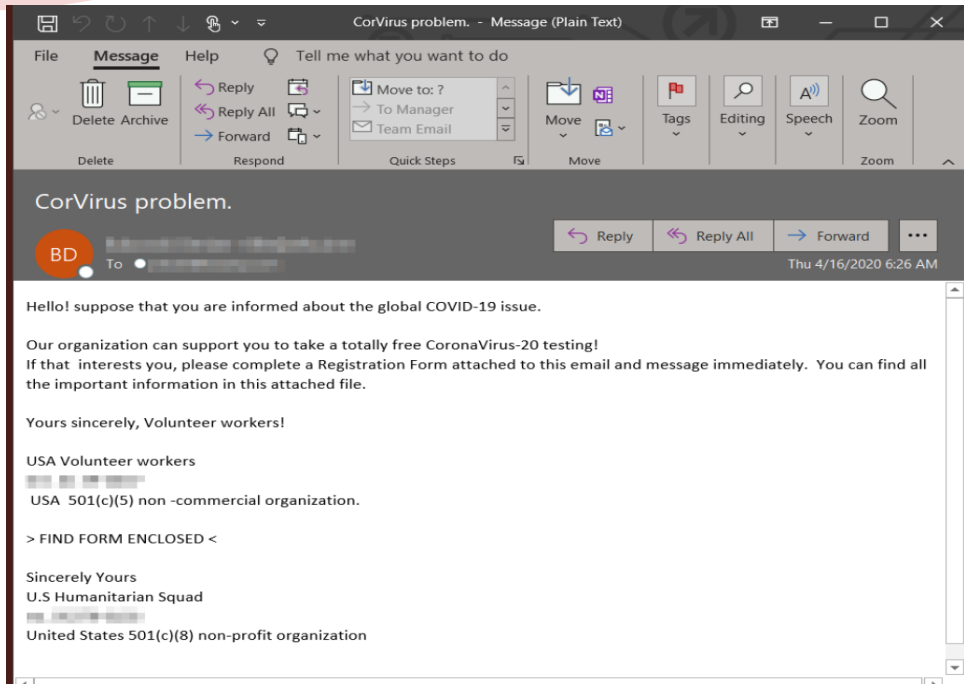 CorVirus problem. - Message (Plain Text)
File Message Help Tell me what you want to do
Delete Archive
Reply
Reply All
Forward
Move to: ?
To Manager
Team Email
Move
Tags
Editing
Speech
Zoom
Delete Respond Quick Steps Move Zoom
CorVirus problem.
BD
To
Reply Reply All Forward ...
Thu 4/16/2020 6:26 AM
Hello! suppose that you are informed about the global COVID-19 issue.
Our organization can support you to take a totally free CoronaVirus-20 testing!
If that interests you, please complete a Registration Form attached to this email and message immediately. You can find all
the important information in this attached file.
Yours sincerely, Volunteer workers!
USA Volunteer workers
USA 501(c)(5) non -commercial organization.
> FIND FORM ENCLOSED <
Sincerely Yours
U.S Humanitarian Squad
United States 501(c)(8) non-profit organization